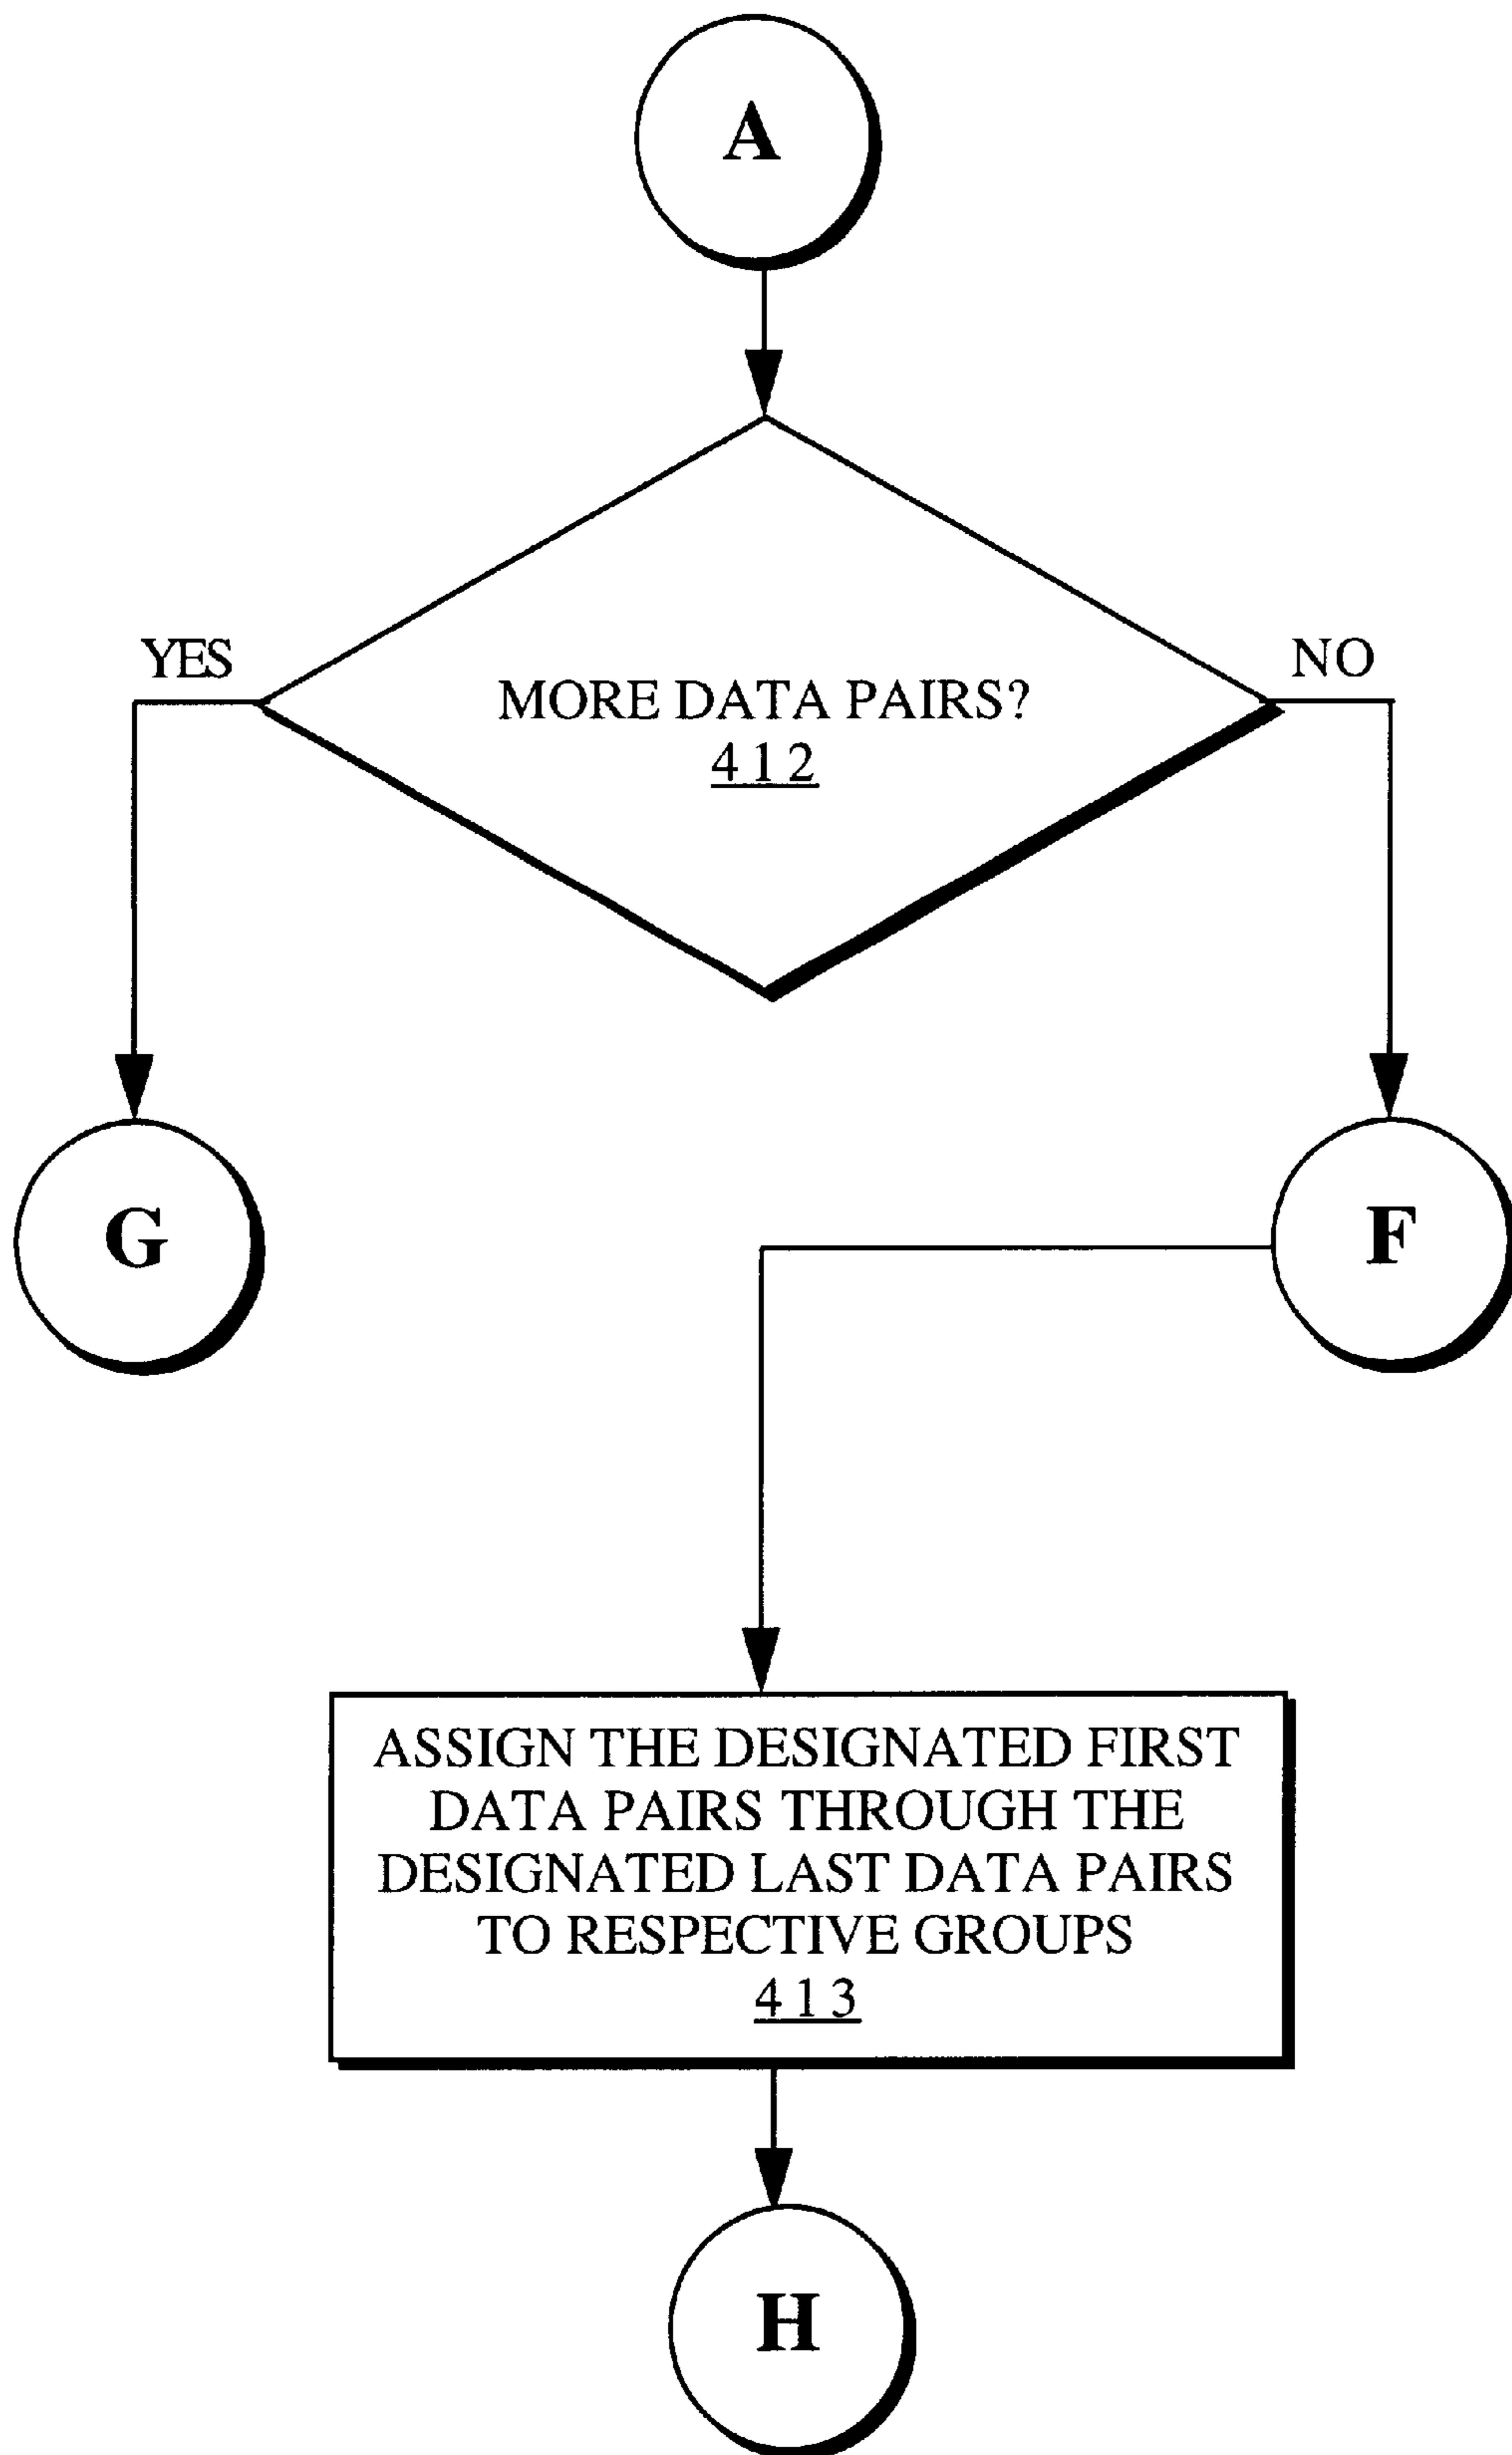 A
YES
NO
MORE DATA PAIRS?
412
G
F
ASSIGN THE DESIGNATED FIRST
DATA PAIRS THROUGH THE
DESIGNATED LAST DATA PAIRS
TO RESPECTIVE GROUPS
413
H